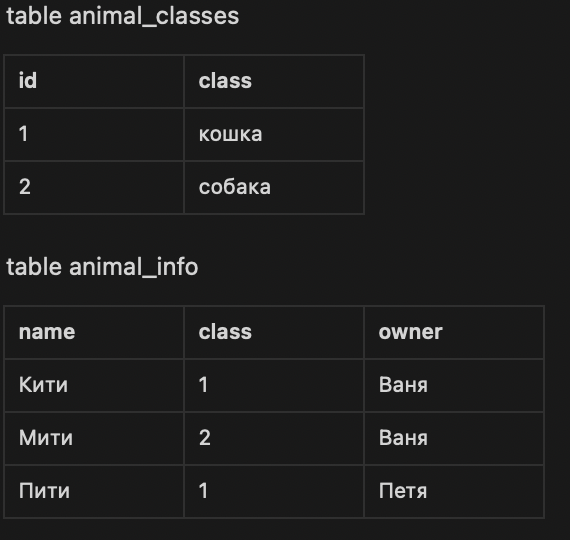 table animal_classes
id class
1 кошка
2 собака
table animal_info
name class owner
Кити 1 Ваня
Мити 2 Ваня
Пити 1 Петя